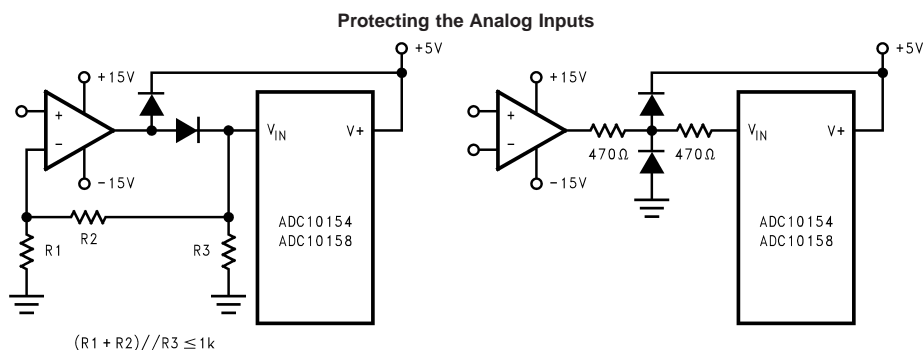 Protecting the Analog Inputs
+5V
+15V
+
−
−15V
V_IN
V+
ADC10154
ADC10158
R2
R1
R3
(R1 + R2)//R3 ≤ 1k
+5V
+15V
+
−
−15V
470Ω
470Ω
V_IN
V+
ADC10154
ADC10158